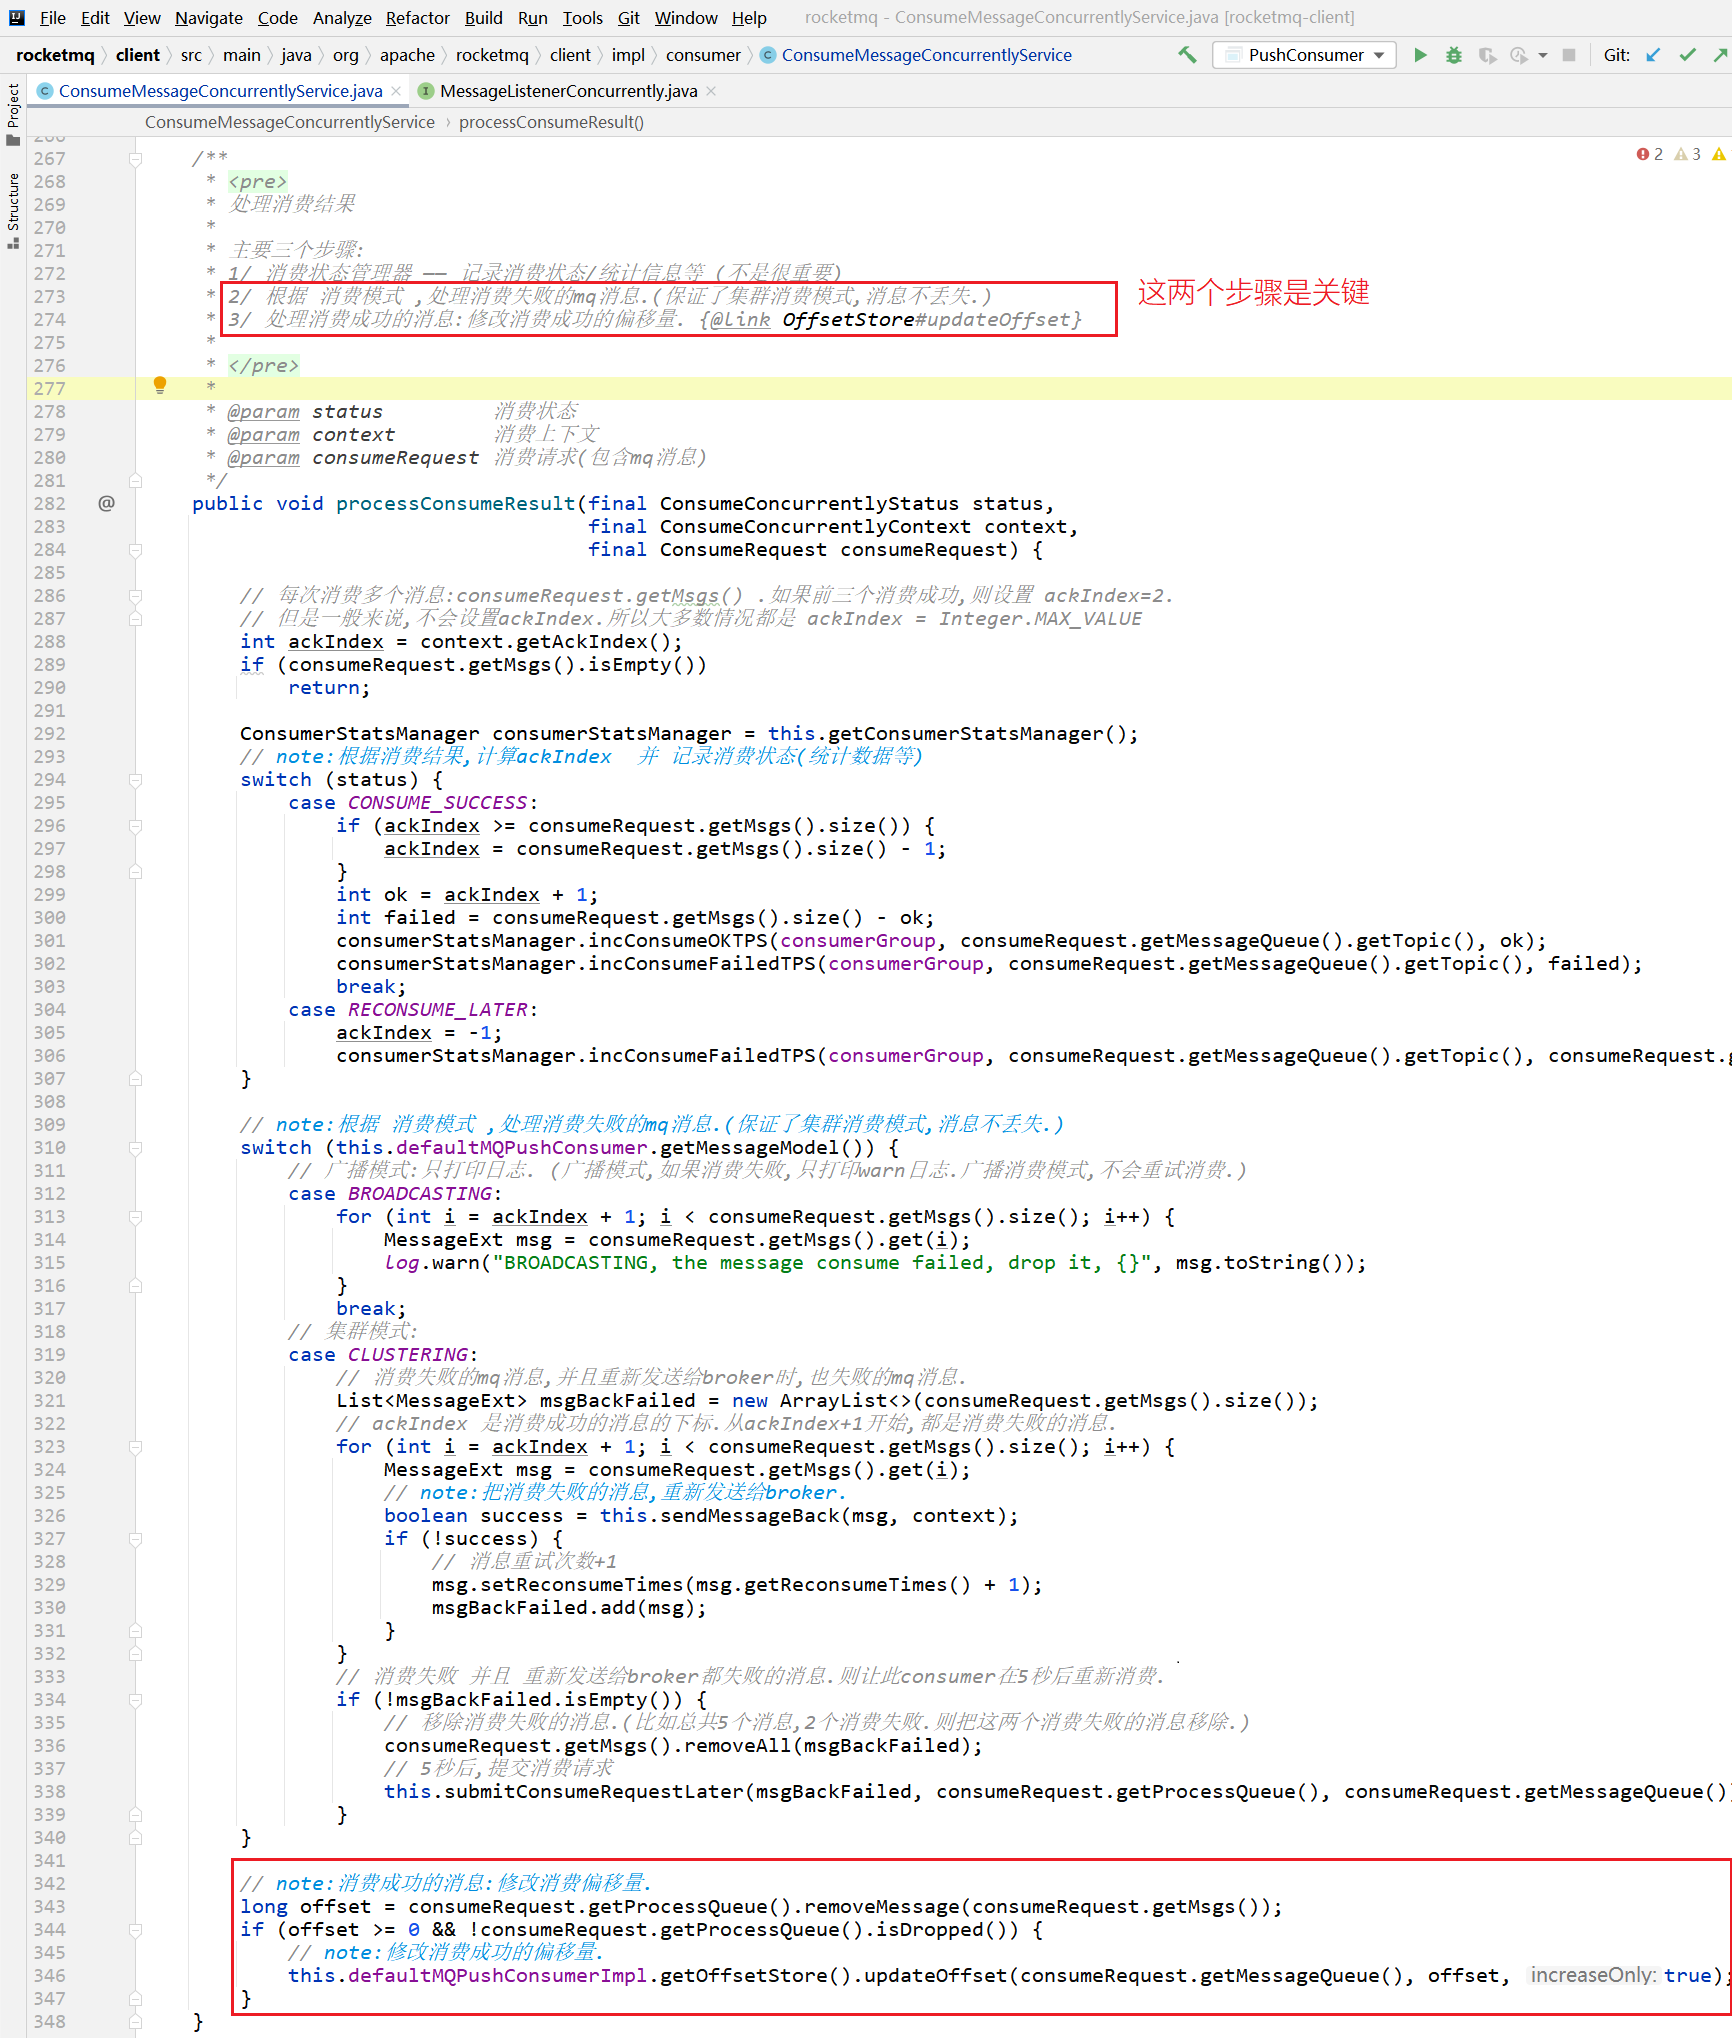 File Edit View Navigate Code Analyze Refactor Build Run Tools Git Window Help rocketmq - ConsumeMessageConcurrentlyService.java [rocketmq-client]
rocketmq client src main java org apache rocketmq client impl consumer ConsumeMessageConcurrentlyService PushConsumer Git:
ConsumeMessageConcurrentlyService.java MessageListenerConcurrently.java
ConsumeMessageConcurrentlyService › processConsumeResult()
Project
Structure
2 3
266
267 /**
268 * <pre>
269 * 处理消费结果
270 *
271 * 主要三个步骤:
272 * 1/ 消费状态管理器 —— 记录消费状态/统计信息等 (不是很重要)
273 * 2/ 根据 消费模式 ,处理消费失败的mq消息.(保证了集群消费模式,消息不丢失.)
这两个步骤是关键
274 * 3/ 处理消费成功的消息:修改消费成功的偏移量. {@link OffsetStore#updateOffset}
275 *
276 * </pre>
277 *
278 * @param status 消费状态
279 * @param context 消费上下文
280 * @param consumeRequest 消费请求(包含mq消息)
281 */
282 @ public void processConsumeResult(final ConsumeConcurrentlyStatus status,
283 final ConsumeConcurrentlyContext context,
284 final ConsumeRequest consumeRequest) {
285
286 // 每次消费多个消息:consumeRequest.getMsgs() .如果前三个消费成功,则设置 ackIndex=2.
287 // 但是一般来说,不会设置ackIndex.所以大多数情况都是 ackIndex = Integer.MAX_VALUE
288 int ackIndex = context.getAckIndex();
289 if (consumeRequest.getMsgs().isEmpty())
290 return;
291
292 ConsumerStatsManager consumerStatsManager = this.getConsumerStatsManager();
293 // note:根据消费结果,计算ackIndex 并 记录消费状态(统计数据等)
294 switch (status) {
295 case CONSUME_SUCCESS:
296 if (ackIndex >= consumeRequest.getMsgs().size()) {
297 ackIndex = consumeRequest.getMsgs().size() - 1;
298 }
299 int ok = ackIndex + 1;
300 int failed = consumeRequest.getMsgs().size() - ok;
301 consumerStatsManager.incConsumeOKTPS(consumerGroup, consumeRequest.getMessageQueue().getTopic(), ok);
302 consumerStatsManager.incConsumeFailedTPS(consumerGroup, consumeRequest.getMessageQueue().getTopic(), failed);
303 break;
304 case RECONSUME_LATER:
305 ackIndex = -1;
306 consumerStatsManager.incConsumeFailedTPS(consumerGroup, consumeRequest.getMessageQueue().getTopic(), consumeRequest.g
307 }
308
309 // note:根据 消费模式 ,处理消费失败的mq消息.(保证了集群消费模式,消息不丢失.)
310 switch (this.defaultMQPushConsumer.getMessageModel()) {
311 // 广播模式:只打印日志. (广播模式,如果消费失败,只打印warn日志.广播消费模式,不会重试消费.)
312 case BROADCASTING:
313 for (int i = ackIndex + 1; i < consumeRequest.getMsgs().size(); i++) {
314 MessageExt msg = consumeRequest.getMsgs().get(i);
315 log.warn("BROADCASTING, the message consume failed, drop it, {}", msg.toString());
316 }
317 break;
318 // 集群模式:
319 case CLUSTERING:
320 // 消费失败的mq消息,并且重新发送给broker时,也失败的mq消息.
321 List<MessageExt> msgBackFailed = new ArrayList<>(consumeRequest.getMsgs().size());
322 // ackIndex 是消费成功的消息的下标.从ackIndex+1开始,都是消费失败的消息.
323 for (int i = ackIndex + 1; i < consumeRequest.getMsgs().size(); i++) {
324 MessageExt msg = consumeRequest.getMsgs().get(i);
325 // note:把消费失败的消息,重新发送给broker.
326 boolean success = this.sendMessageBack(msg, context);
327 if (!success) {
328 // 消息重试次数+1
329 msg.setReconsumeTimes(msg.getReconsumeTimes() + 1);
330 msgBackFailed.add(msg);
331 }
332 }
333 // 消费失败 并且 重新发送给broker都失败的消息.则让此consumer在5秒后重新消费.
334 if (!msgBackFailed.isEmpty()) {
335 // 移除消费失败的消息.(比如总共5个消息,2个消费失败.则把这两个消费失败的消息移除.)
336 consumeRequest.getMsgs().removeAll(msgBackFailed);
337 // 5秒后,提交消费请求
338 this.submitConsumeRequestLater(msgBackFailed, consumeRequest.getProcessQueue(), consumeRequest.getMessageQueue())
339 }
340 }
341
342 // note:消费成功的消息:修改消费偏移量.
343 long offset = consumeRequest.getProcessQueue().removeMessage(consumeRequest.getMsgs());
344 if (offset >= 0 && !consumeRequest.getProcessQueue().isDropped()) {
345 // note:修改消费成功的偏移量.
346 this.defaultMQPushConsumerImpl.getOffsetStore().updateOffset(consumeRequest.getMessageQueue(), offset, increaseOnly: true);
347 }
348 }